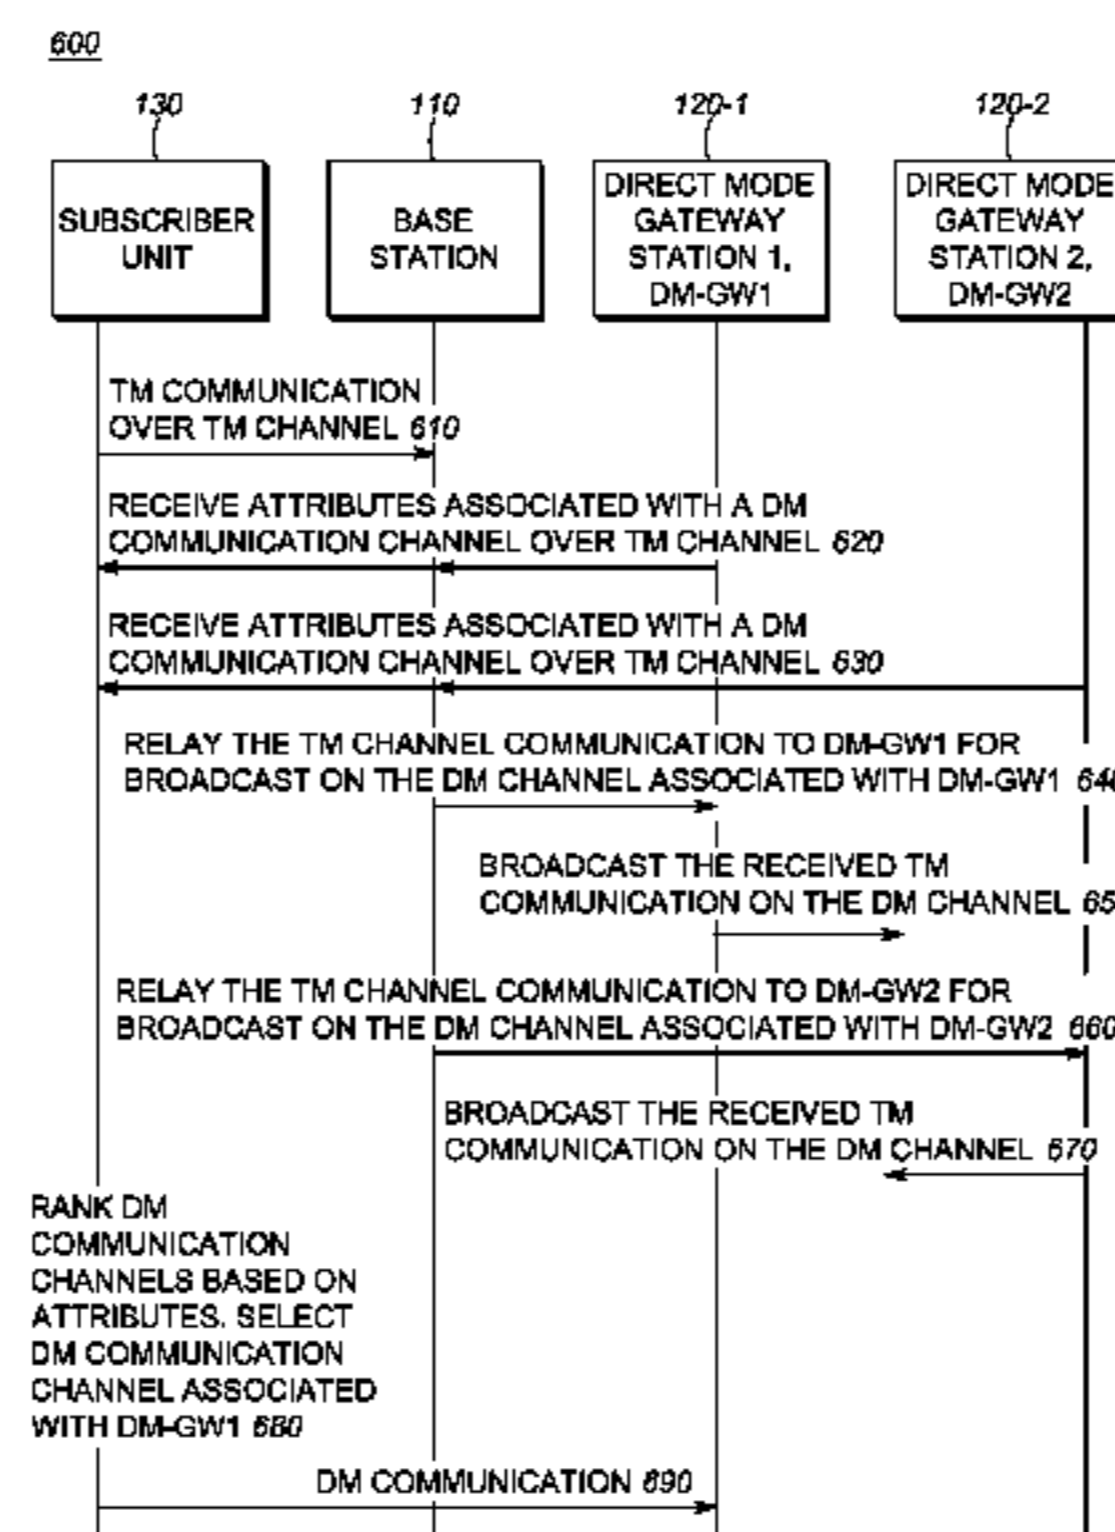 600
130
110
120-1
120-2
SUBSCRIBER
UNIT
BASE
STATION
DIRECT MODE
GATEWAY
STATION 1,
DM-GW1
DIRECT MODE
GATEWAY
STATION 2,
DM-GW2
TM COMMUNICATION
OVER TM CHANNEL 610
RECEIVE ATTRIBUTES ASSOCIATED WITH A DM
COMMUNICATION CHANNEL OVER TM CHANNEL 620
RECEIVE ATTRIBUTES ASSOCIATED WITH A DM
COMMUNICATION CHANNEL OVER TM CHANNEL 630
RELAY THE TM CHANNEL COMMUNICATION TO DM-GW1 FOR
BROADCAST ON THE DM CHANNEL ASSOCIATED WITH DM-GW1
BROADCAST THE RECEIVED TM
COMMUNICATION ON THE DM CHANNEL
RELAY THE TM CHANNEL COMMUNICATION TO DM-GW2 FOR
BROADCAST ON THE DM CHANNEL ASSOCIATED WITH DM-GW2 660
BROADCAST THE RECEIVED TM
COMMUNICATION ON THE DM CHANNEL 670
RANK DM
COMMUNICATION
CHANNELS BASED ON
ATTRIBUTES. SELECT
DM COMMUNICATION
CHANNEL ASSOCIATED
WITH DM-GW1 680
DM COMMUNICATION 690